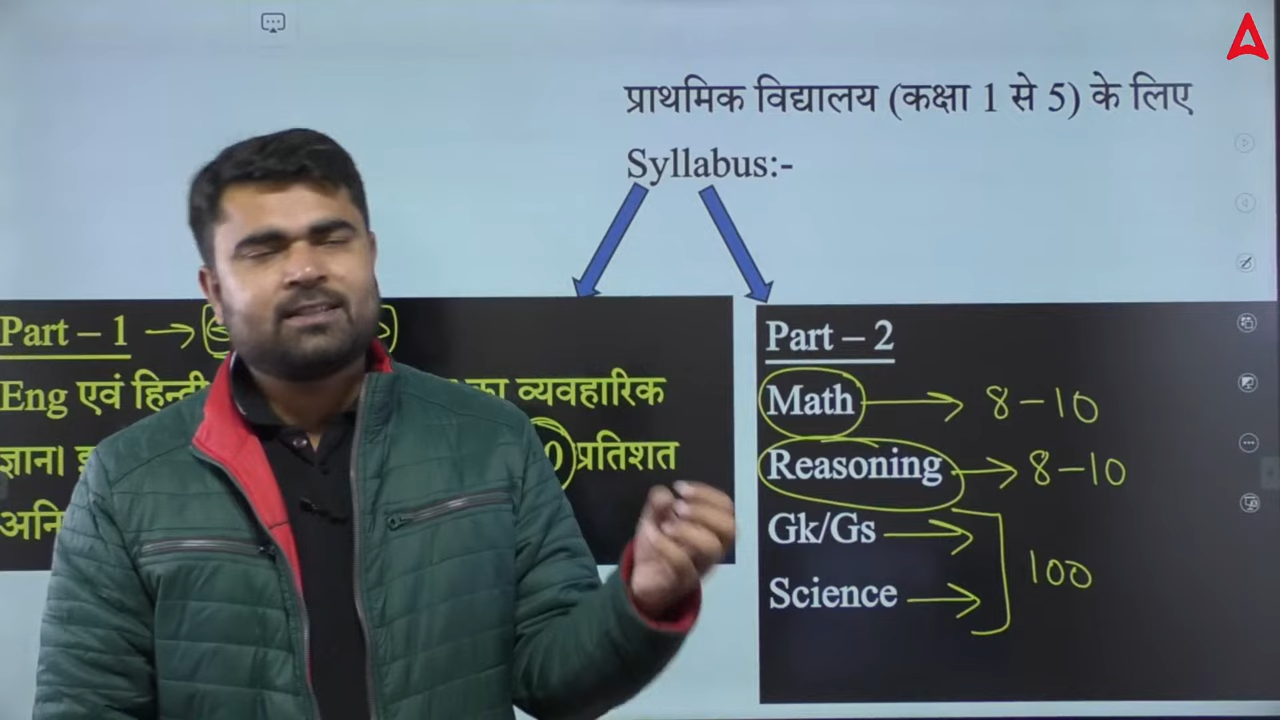 प्राथमिक विद्यालय (कक्षा 1 से 5) के लिए
Syllabus:-
Part – 1 →
Eng एवं हिन्दी का व्यवहारिक
ज्ञान। प्रतिशत
Part – 2
Math → 8-10
Reasoning → 8-10
Gk/Gs →
Science →
100